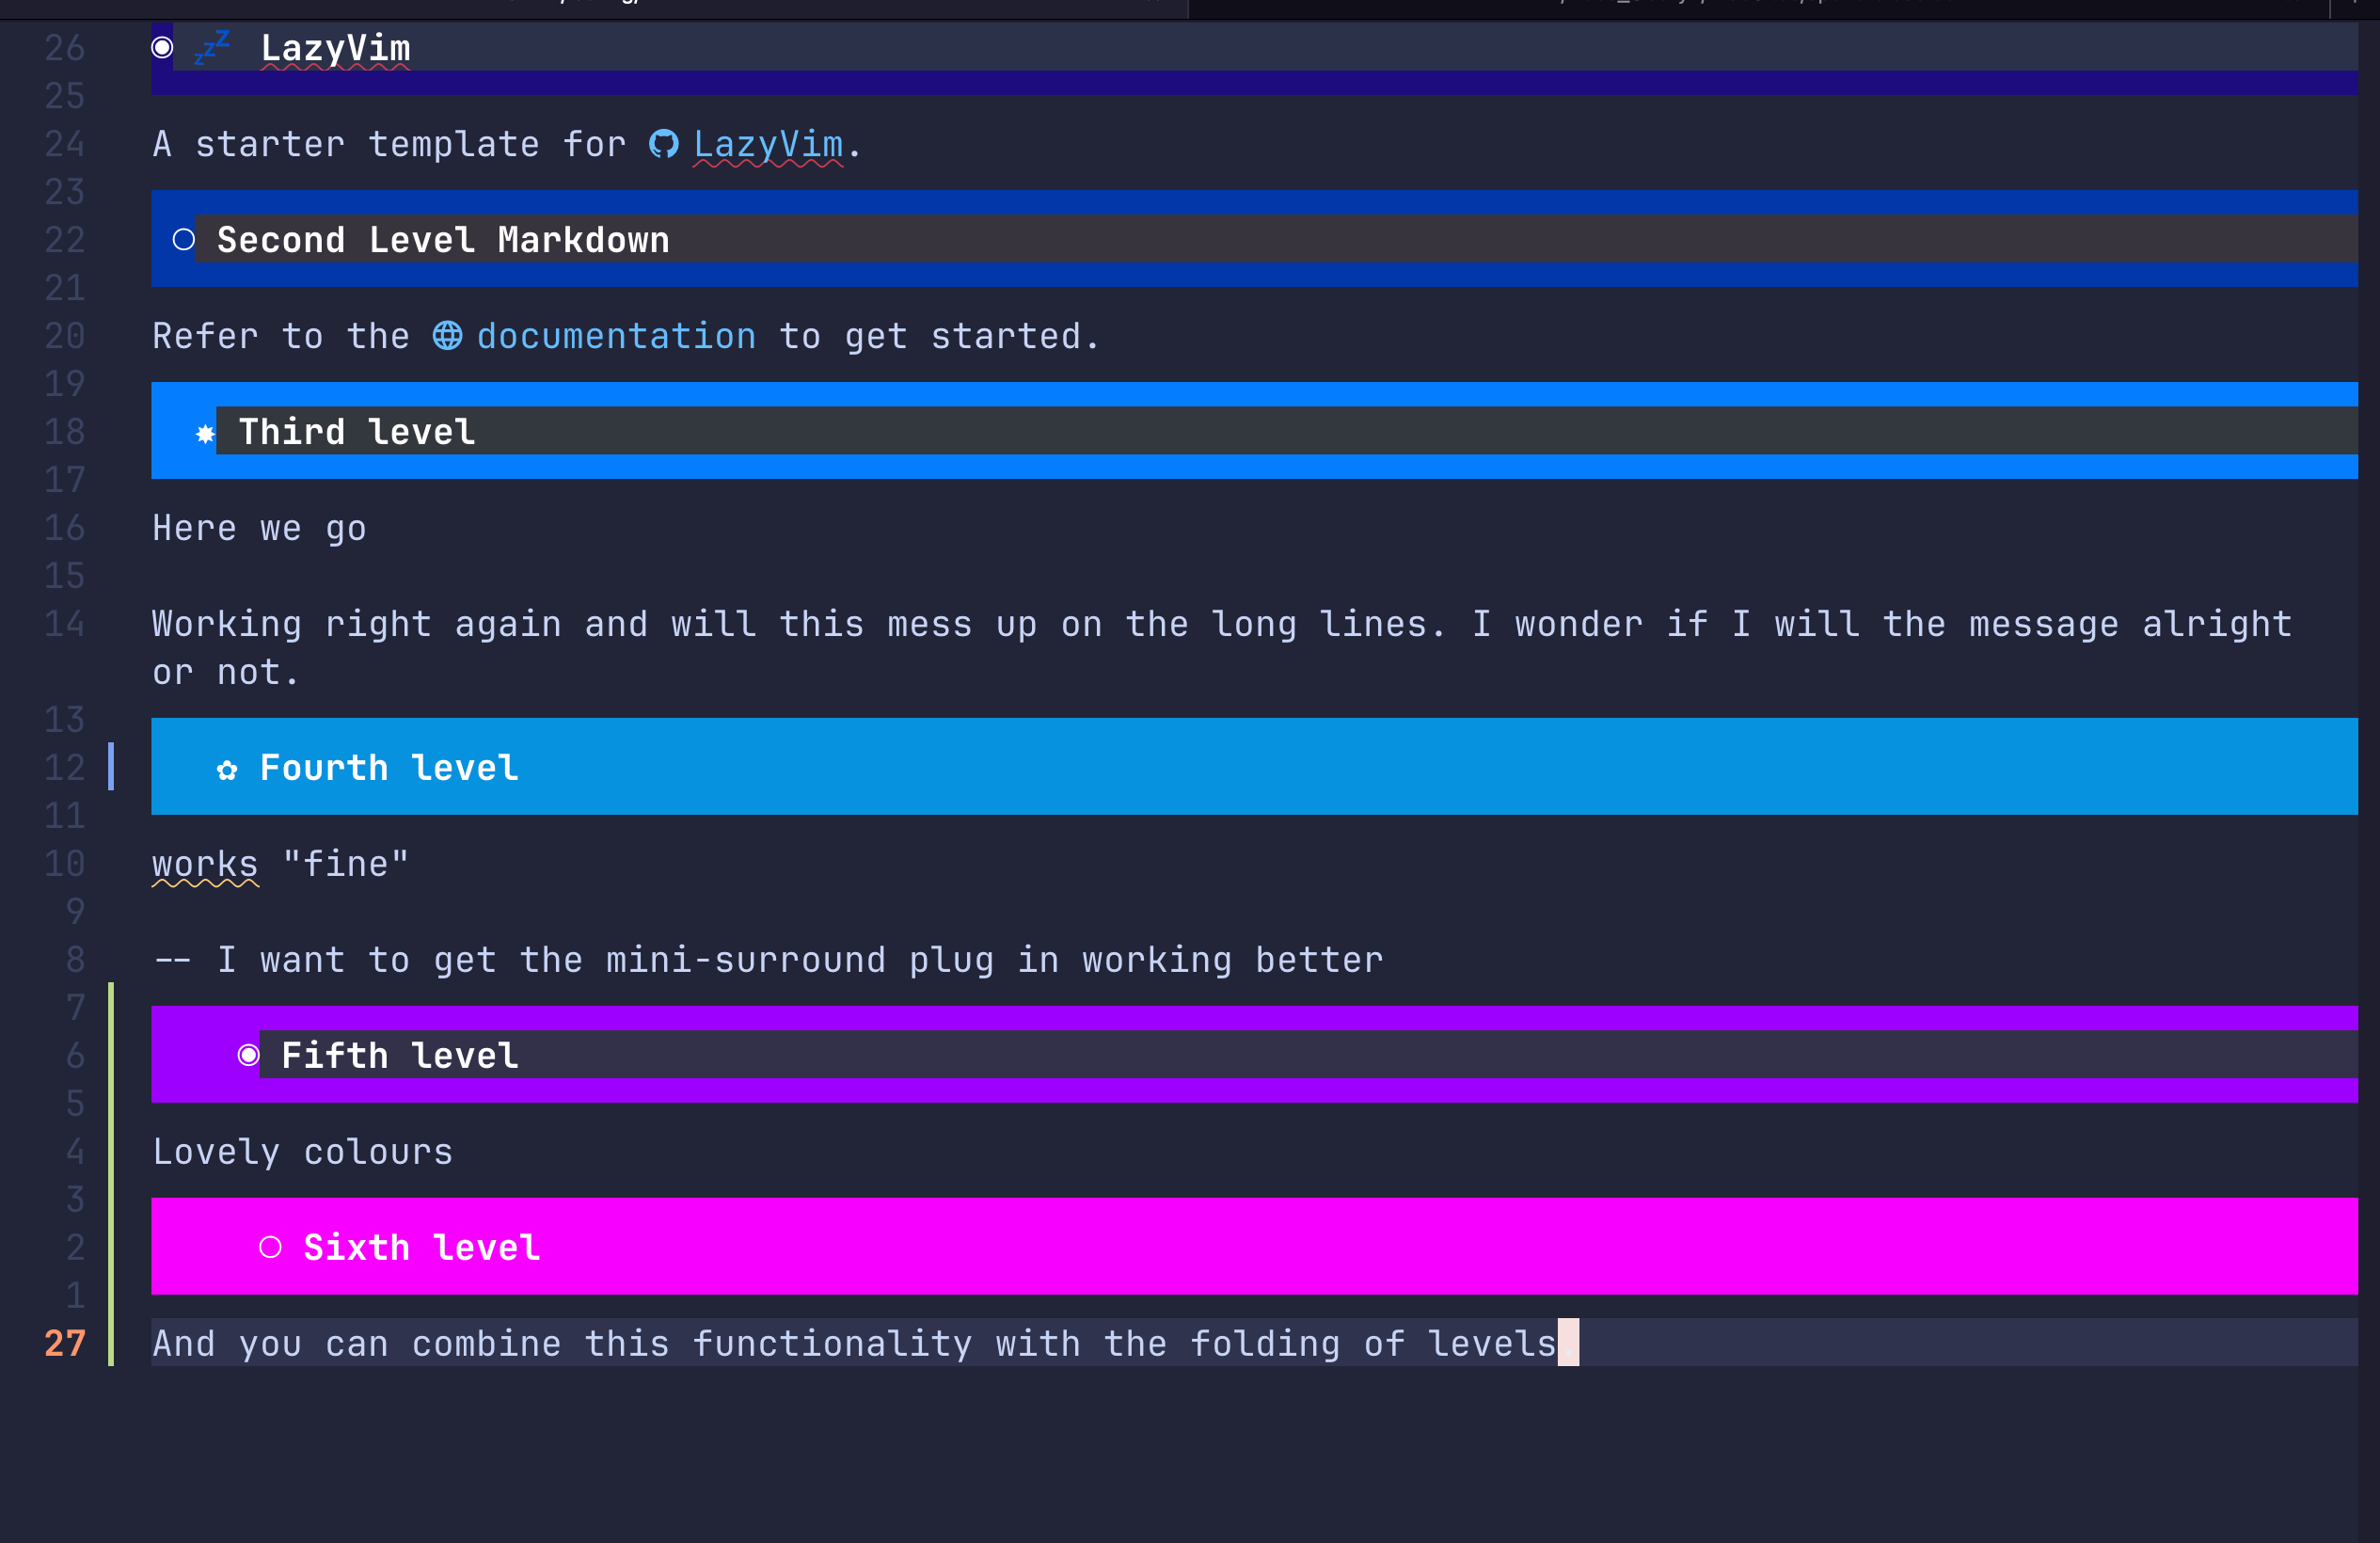 26 ◉ 💤 LazyVim
25
24 A starter template for LazyVim.
23
22 ○ Second Level Markdown
21
20 Refer to the documentation to get started.
19
18 ✸ Third level
17
16 Here we go
15
14 Working right again and will this mess up on the long lines. I wonder if I will the message alright
or not.
13
12 ✿ Fourth level
11
10 works "fine"
9
8 -- I want to get the mini-surround plug in working better
7
6 ◉ Fifth level
5
4 Lovely colours
3
2 ○ Sixth level
1
27 And you can combine this functionality with the folding of levels.